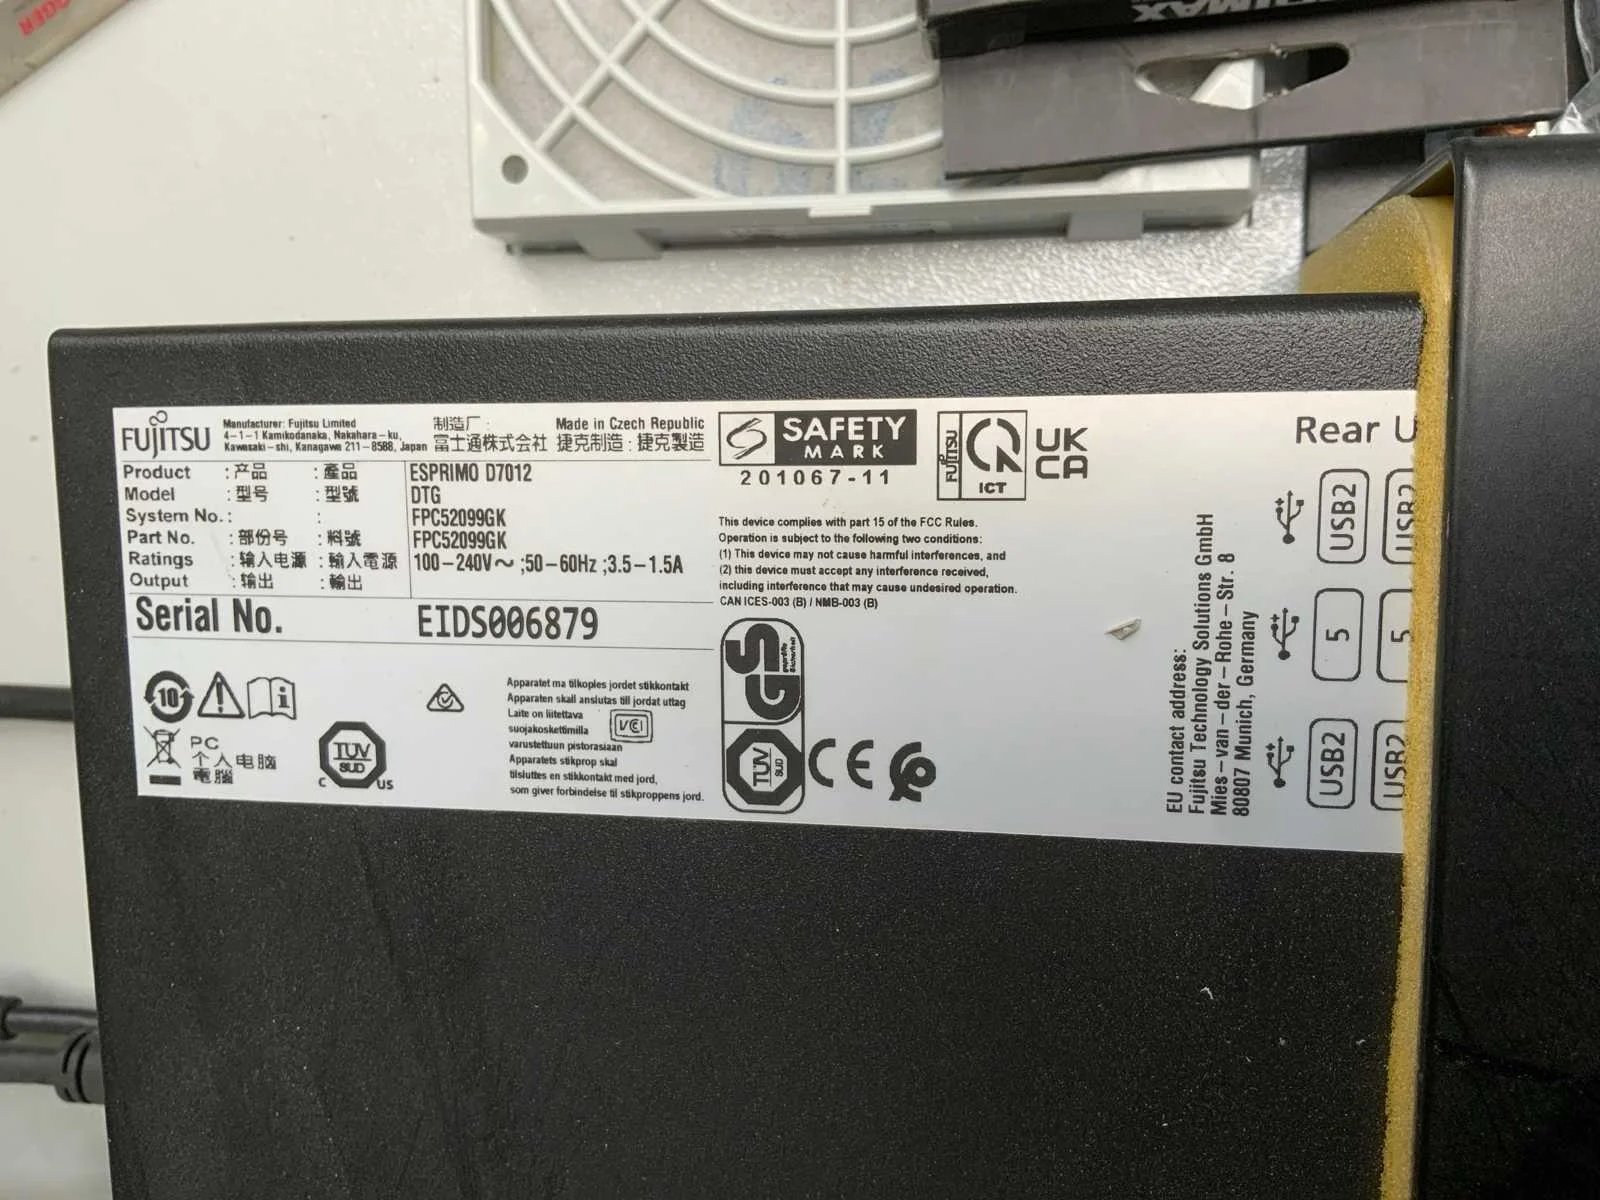 FUJITSU
Manufacturer: Fujitsu Limited
4-1-1 Kamikodanaka, Nakahara-ku,
Kawasaki-shi, Kanagawa 211-8588, Japan
制造厂:
富士通株式会社
Made in Czech Republic
捷克制造:捷克製造
Product :产品 :產品 ESPRIMO D7012
Model :型号 :型號 DTG
System No.: : FPC52099GK
Part No. :部份号 :料號 FPC52099GK
Ratings :输入电源 :輸入電源 100-240V~ ;50-60Hz ;3.5-1.5A
Output :输出 :輸出
Serial No. EIDS006879
10
PC
个人电脑
電腦
TUV
SUD
C US
Apparatet ma tilkoples jordet stikkontakt
Apparaten skall anslutas till jordat uttag
Laite on liitettava
suojakoskettimilla
varustettuun pistorasiaan
Apparatets stikprop skal
tilsluttes en stikkontakt med jord,
som giver forbindelse til stikproppens jord.
VCI
SAFETY
MARK
201067-11
FUJITSU
ICT
UK
CA
This device complies with part 15 of the FCC Rules.
Operation is subject to the following two conditions:
(1) This device may not cause harmful interferences, and
(2) this device must accept any interference received,
including interference that may cause undesired operation.
CAN ICES-003 (B) / NMB-003 (B)
GS
geprüfte
Sicherheit
TÜV
SÜD
CE
EU contact address:
Fujitsu Technology Solutions GmbH
Mies-van-der-Rohe-Str. 8
80807 Munich, Germany
Rear U
USB2
USB2
5
5
USB2
USB2